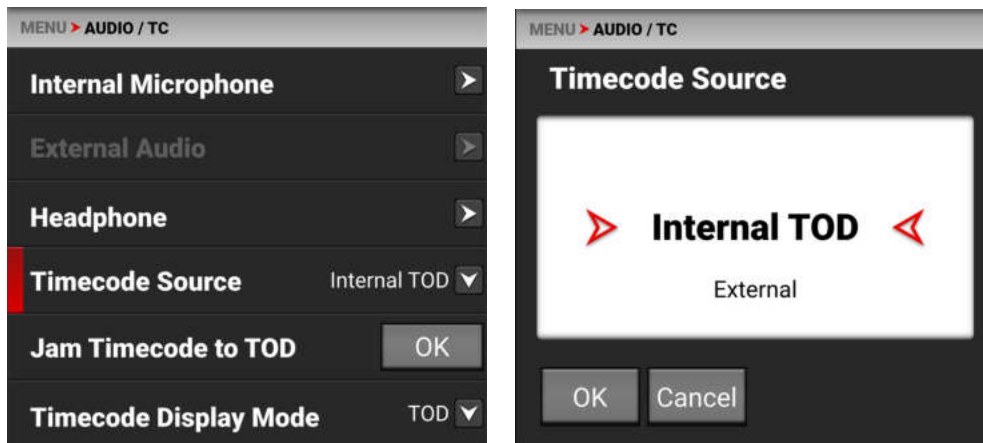 MENU > AUDIO / TC
Internal Microphone
External Audio
Headphone
Timecode Source Internal TOD
Jam Timecode to TOD OK
Timecode Display Mode TOD
MENU > AUDIO / TC
Timecode Source
Internal TOD
External
OK Cancel